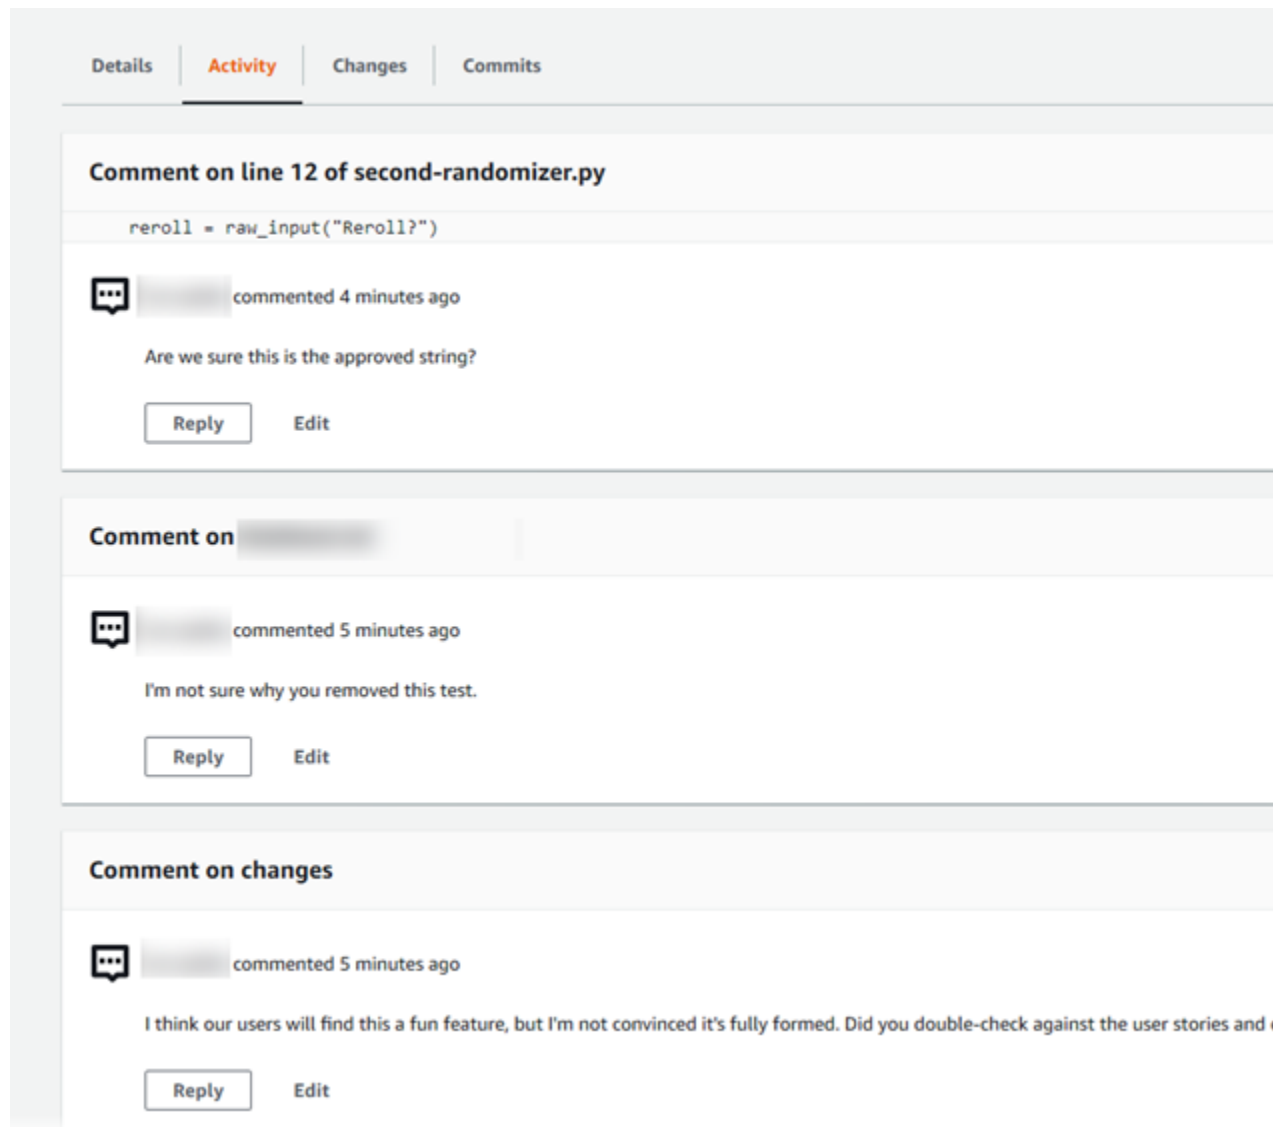 Details Activity Changes Commits
Comment on line 12 of second-randomizer.py
reroll = raw_input("Reroll?")
commented 4 minutes ago
Are we sure this is the approved string?
Reply Edit
Comment on
commented 5 minutes ago
I'm not sure why you removed this test.
Reply Edit
Comment on changes
commented 5 minutes ago
I think our users will find this a fun feature, but I'm not convinced it's fully formed. Did you double-check against the user stories and
Reply Edit